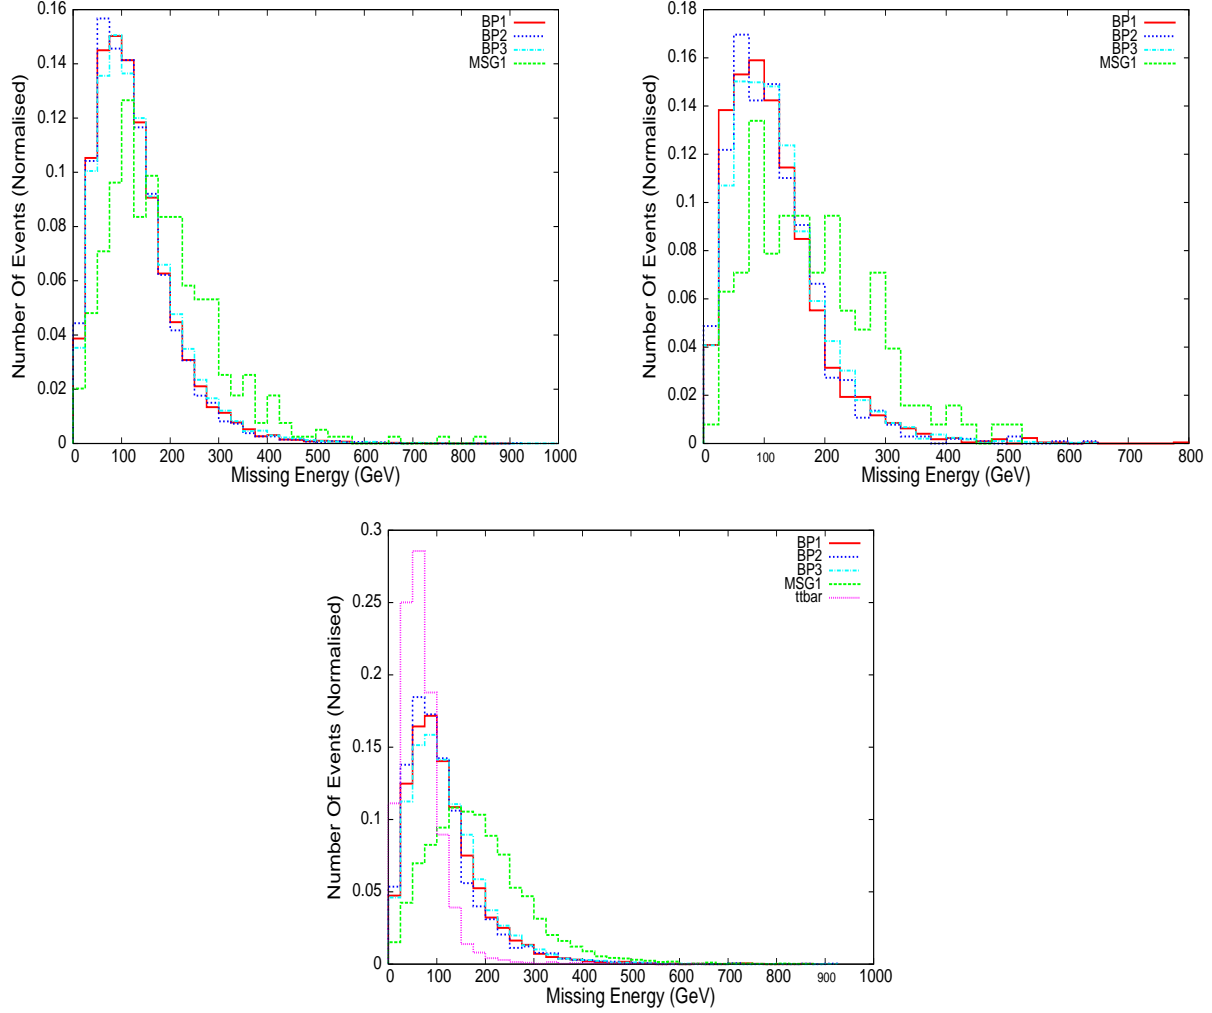 0.16
0.14
0.12
0.1
0.08
0.06
0.04
0.02
0
Number Of Events (Normalised)
BP1
BP2
BP3
MSG1
0 100 200 300 400 500 600 700 800 900 1000
Missing Energy (GeV)
0.18
0.16
0.14
0.12
0.1
0.08
0.06
0.04
0.02
0
Number Of Events (Normalised)
BP1
BP2
BP3
MSG1
0 100 200 300 400 500 600 700 800
Missing Energy (GeV)
0.3
0.25
0.2
0.15
0.1
0.05
0
Number Of Events (Normalised)
BP1
BP2
BP3
MSG1
ttbar
0 100 200 300 400 500 600 700 800 900 1000
Missing Energy (GeV)